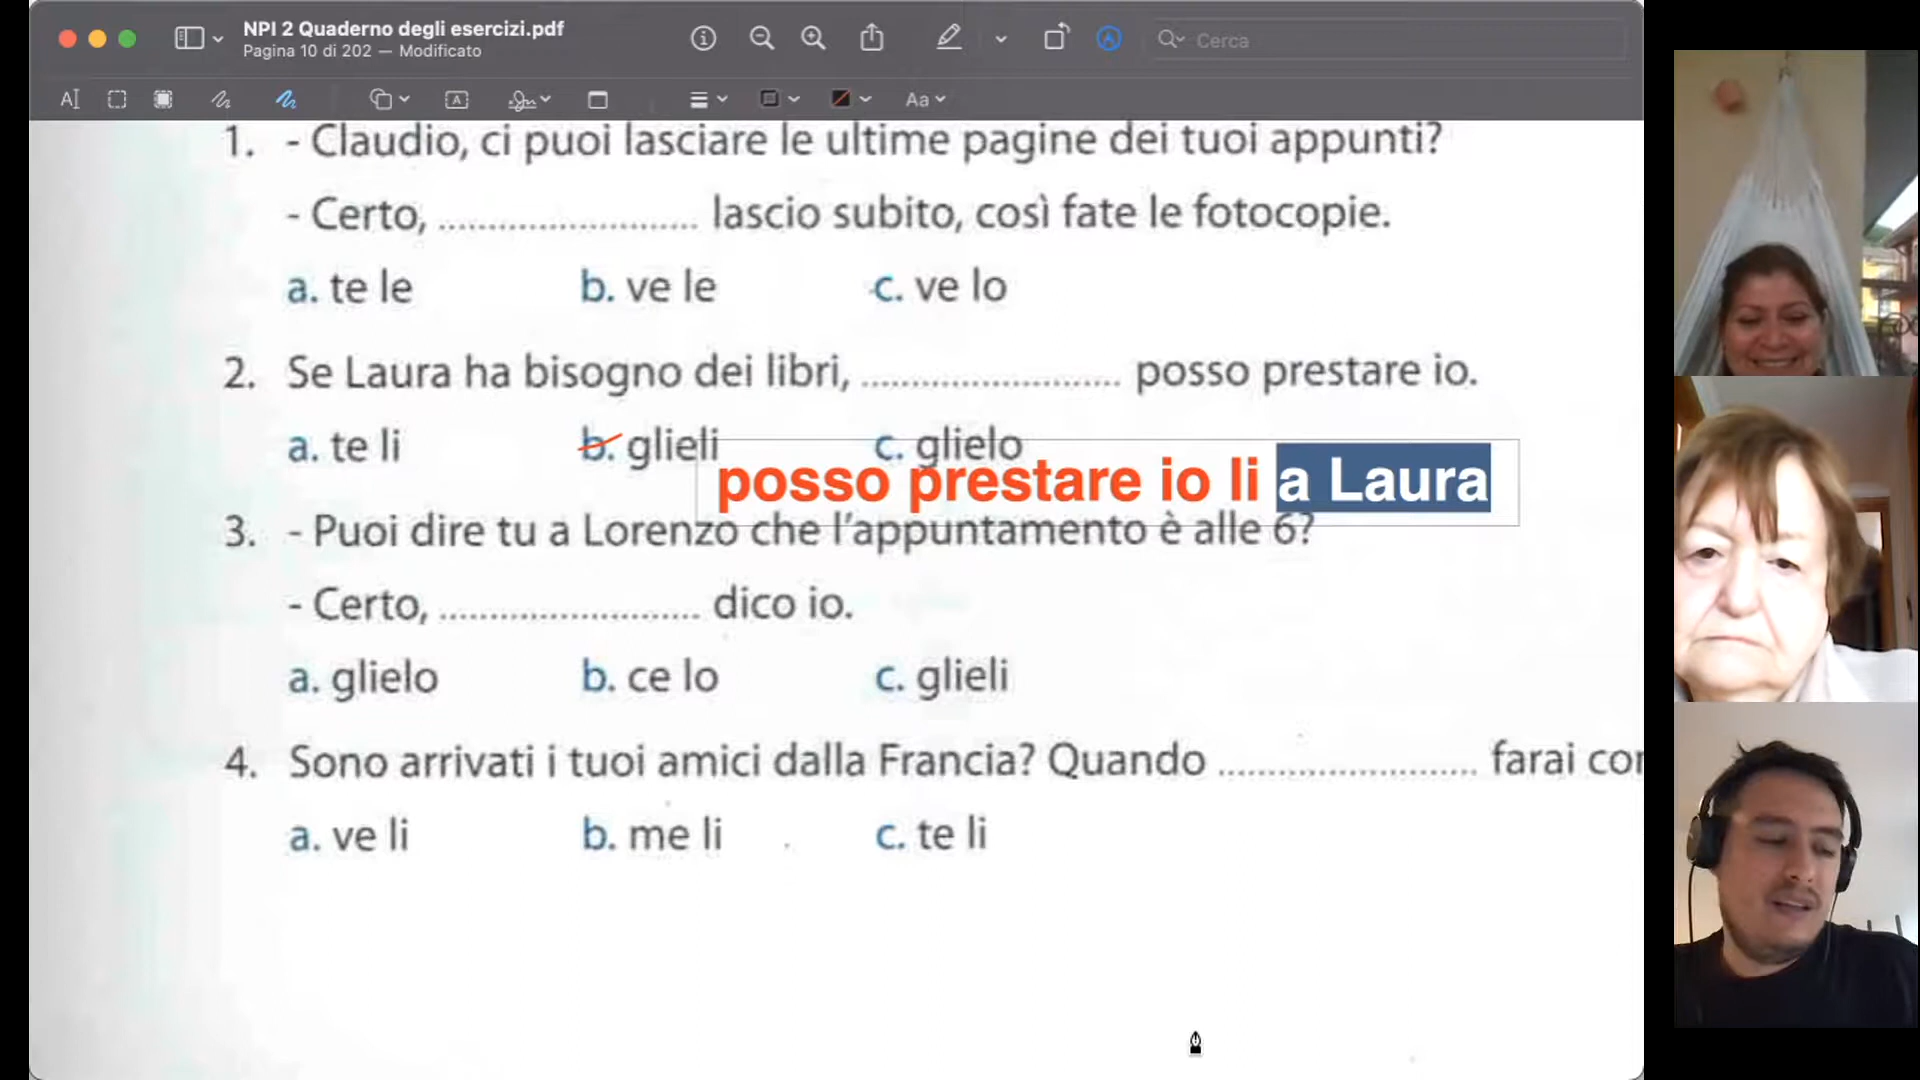 NPI 2 Quaderno degli esercizi.pdf
Pagina 10 di 202 — Modificato
Cerca
A
Aa
1. - Claudio, ci puoi lasciare le ultime pagine dei tuoi appunti?
- Certo, .......................... lascio subito, così fate le fotocopie.
a. te le b. ve le c. ve lo
2. Se Laura ha bisogno dei libri, .......................... posso prestare io.
a. te li b. glieli c. glielo
posso prestare io li a Laura
3. - Puoi dire tu a Lorenzo che l'appuntamento è alle 6?
- Certo, .......................... dico io.
a. glielo b. ce lo c. glieli
4. Sono arrivati i tuoi amici dalla Francia? Quando .......................... farai con
a. ve li b. me li c. te li